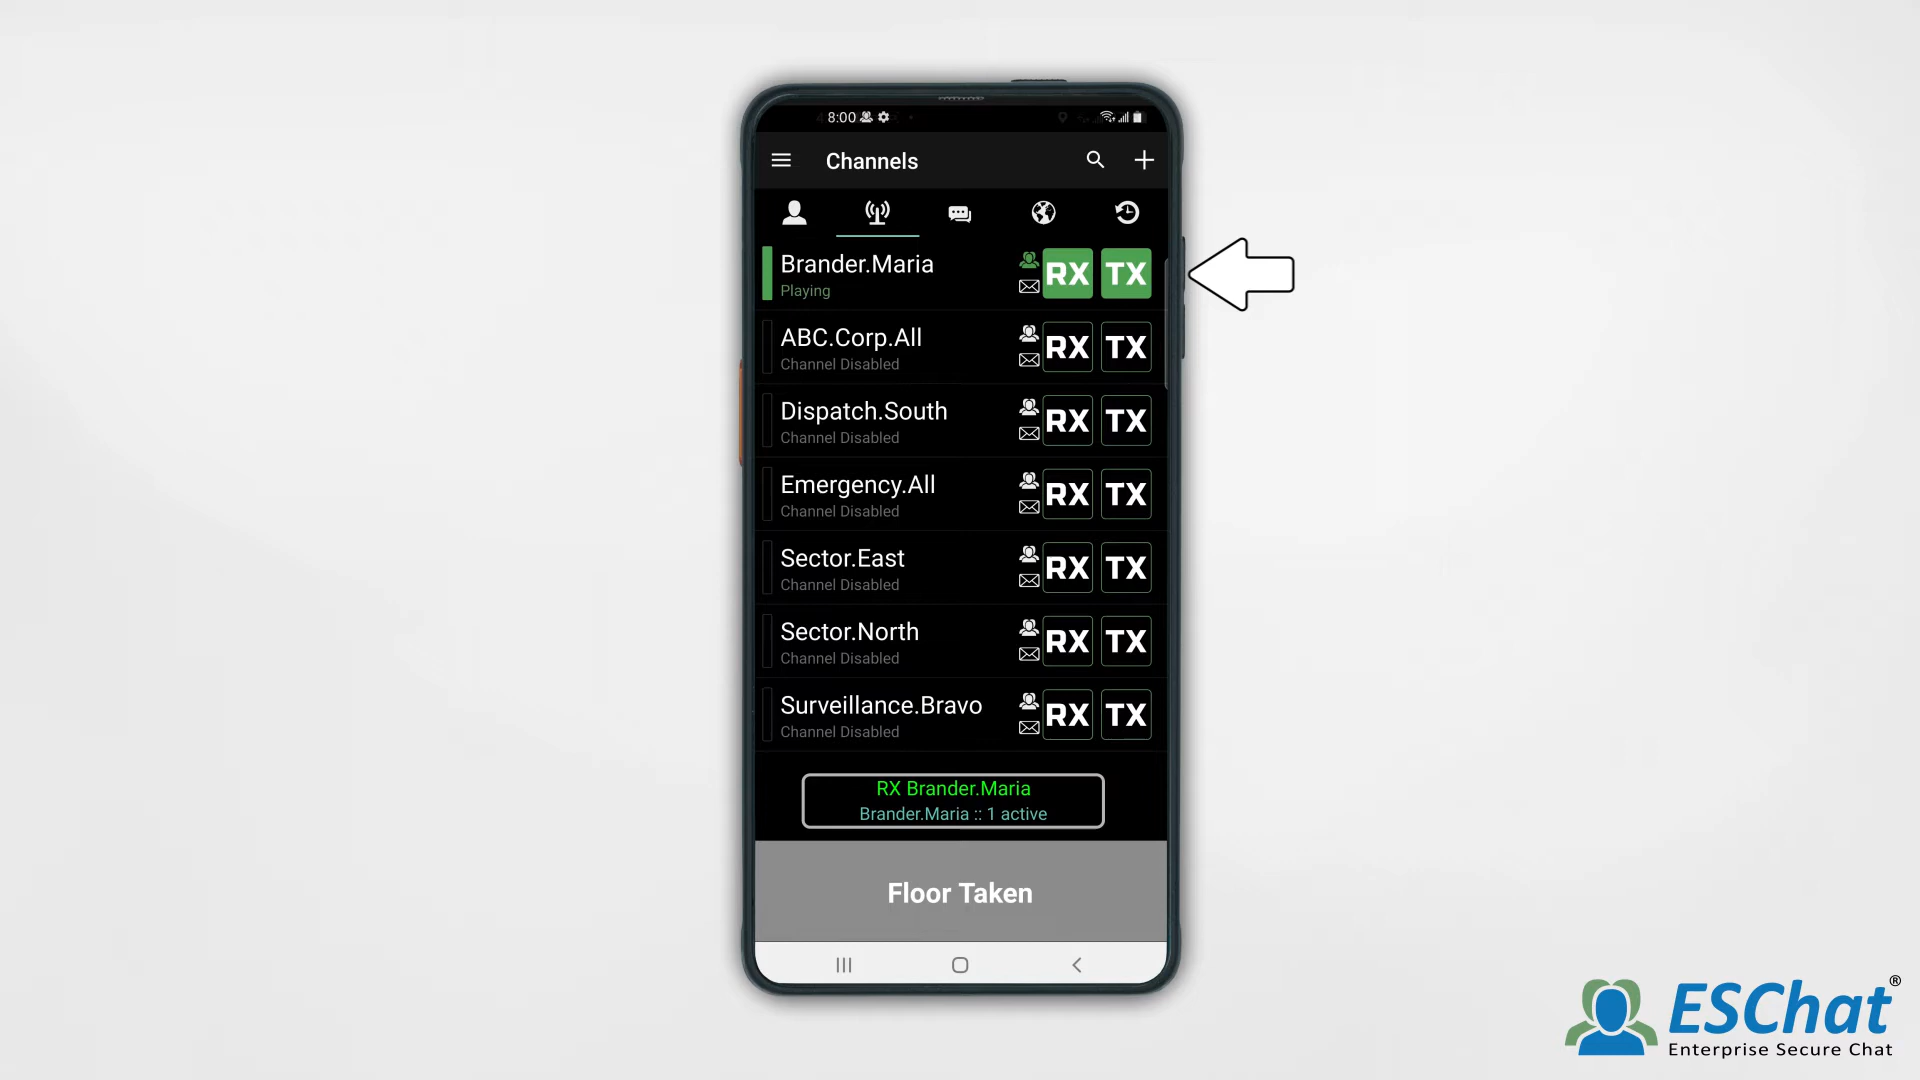 8:00
Channels
Brander.Maria
Playing
RX TX
ABC.Corp.All
Channel Disabled
RX TX
Dispatch.South
Channel Disabled
RX TX
Emergency.All
Channel Disabled
RX TX
Sector.East
Channel Disabled
RX TX
Sector.North
Channel Disabled
RX TX
Surveillance.Bravo
Channel Disabled
RX TX
RX Brander.Maria
Brander.Maria :: 1 active
Floor Taken
ESChat®
Enterprise Secure Chat